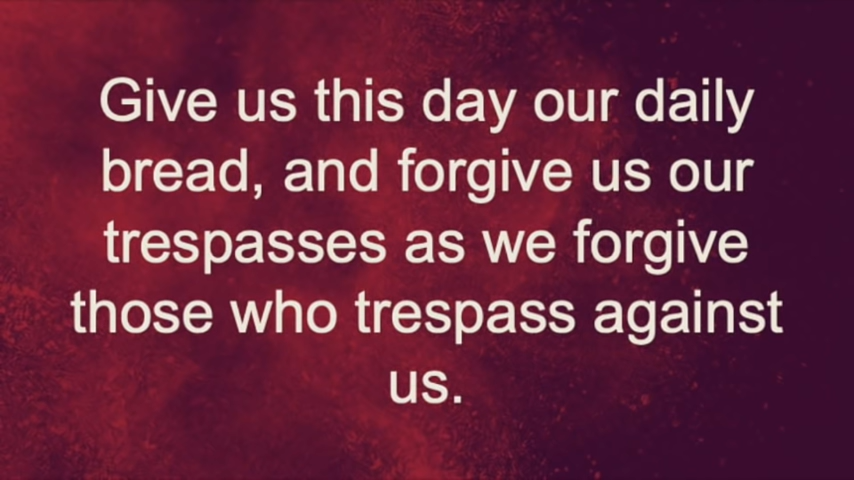 Give us this day our daily
bread, and forgive us our
trespasses as we forgive
those who trespass against
us.